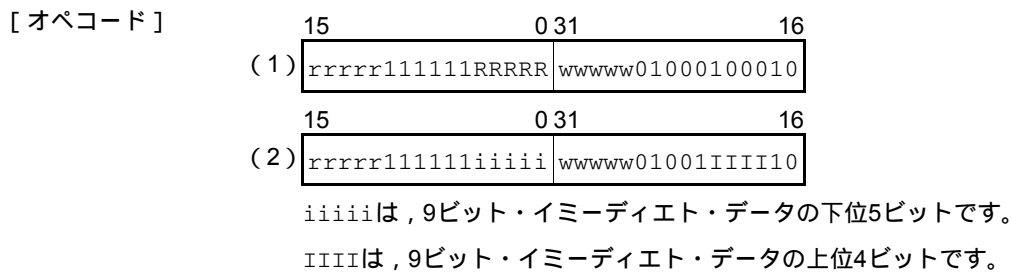 ［オペコード］
15 0 31 16
（1） rrrrr111111RRRRR wwwww01000100010
15 0 31 16
（2） rrrrr111111iiiii wwwww01001IIII10
iiiiiは，9ビット・イミーディエト・データの下位5ビットです。
IIIIは，9ビット・イミーディエト・データの上位4ビットです。